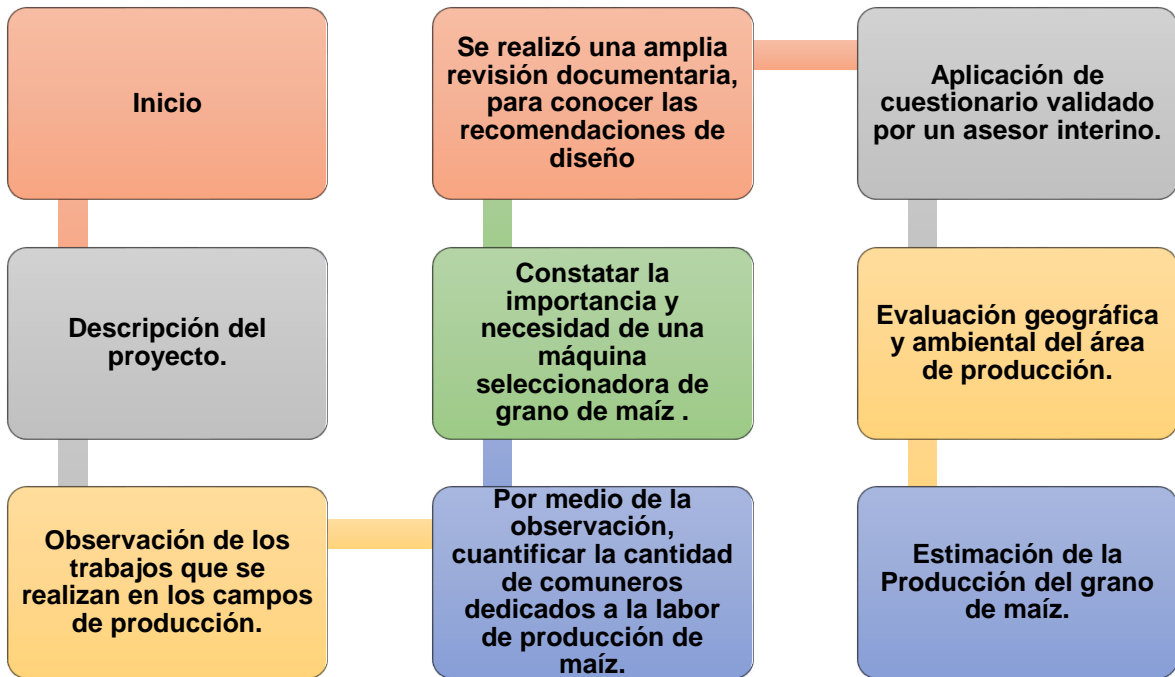 Inicio
Descripción del
proyecto.
Observación de los
trabajos que se
realizan en los campos
de producción.
Por medio de la
observación,
cuantificar la cantidad
de comuneros
dedicados a la labor
de producción de
maíz.
Constatar la
importancia y
necesidad de una
máquina
seleccionadora de
grano de maíz .
Se realizó una amplia
revisión documentaria,
para conocer las
recomendaciones de
diseño
Aplicación de
cuestionario validado
por un asesor interino.
Evaluación geográfica
y ambiental del área
de producción.
Estimación de la
Producción del grano
de maíz.